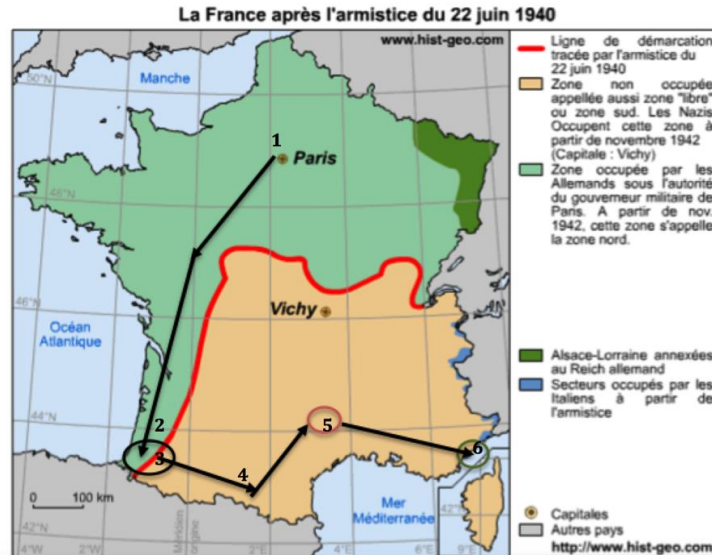 La France après l'armistice du 22 juin 1940
www.hist-geo.com
50°N
Manche
1
Paris
48°N
46°N
Vichy
Océan
Atlantique
44°N
2
3
4
5
6
0 100 km
Mer
Méditerranée
42°N
42°N
4°W
2°W
Méridien
origine
2°E
4°E
6°E
9°E
Ligne de démarcation
tracée par l'armistice du
22 juin 1940
Zone non occupée
appellée aussi zone "libre"
ou zone sud. Les Nazis
Occupent cette zone à
partir de novembre 1942
(Capitale : Vichy)
Zone occupée par les
Allemands sous l'autorité
du gouverneur militaire de
Paris. A partir de nov.
1942, cette zone s'appelle
la zone nord.
Alsace-Lorraine annexées
au Reich allemand
Secteurs occupés par les
Italiens à partir de
l'armistice
Capitales
Autres pays
http://www.hist-geo.com